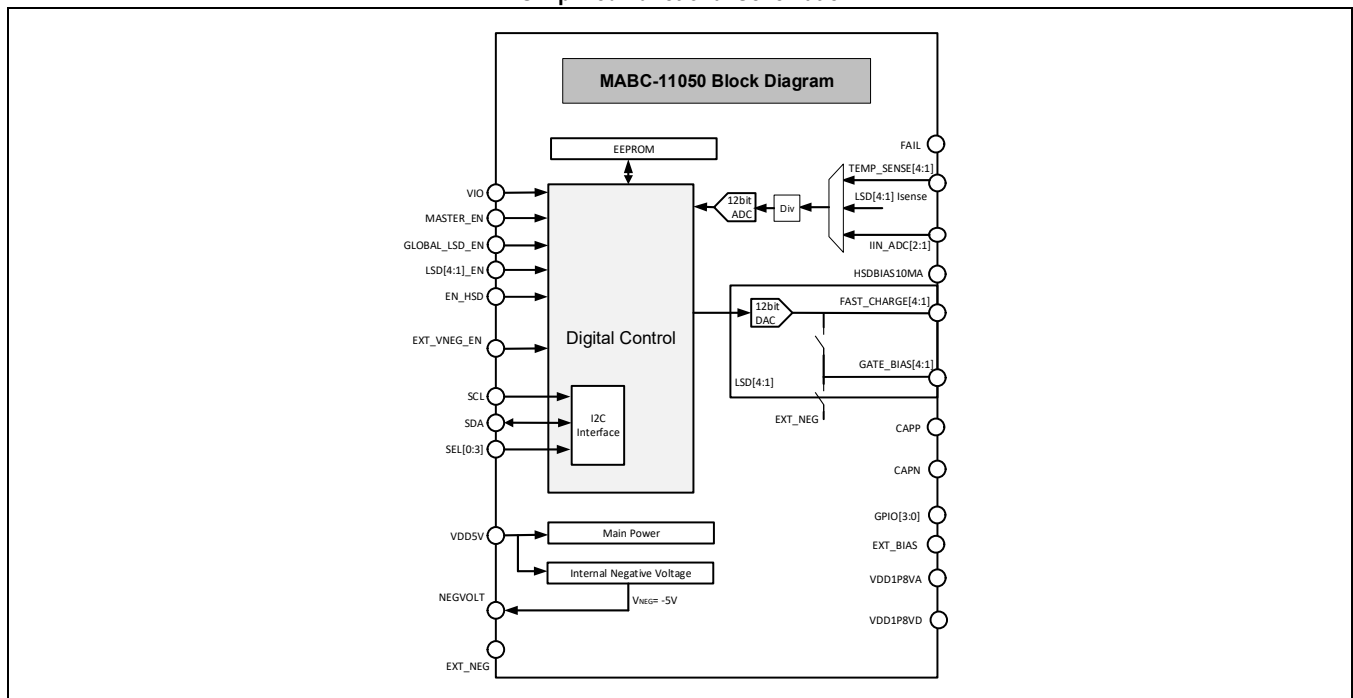 MABC-11050 Block Diagram
EEPROM
FAIL
TEMP_SENSE[4:1]
VIO
12bit
ADC
Div
LSD[4:1] Isense
MASTER_EN
GLOBAL_LSD_EN
IIN_ADC[2:1]
LSD[4:1]_EN
HSDBIAS10MA
EN_HSD
12bit
DAC
FAST_CHARGE[4:1]
Digital Control
EXT_VNEG_EN
GATE_BIAS[4:1]
LSD[4:1]
SCL
I2C
Interface
SDA
EXT_NEG
CAPP
SEL[0:3]
CAPN
GPIO[3:0]
VDD5V
Main Power
EXT_BIAS
Internal Negative Voltage
VDD1P8VA
NEGVOLT
VNEG= -5V
VDD1P8VD
EXT_NEG